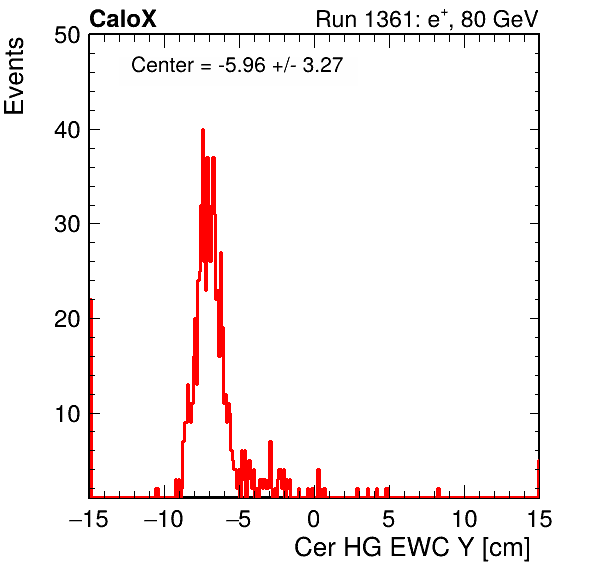 CaloX Run 1361: e⁺, 80 GeV
Events
Center = -5.96 +/- 3.27
50
40
30
20
10
−15 −10 −5 0 5 10 15
Cer HG EWC Y [cm]